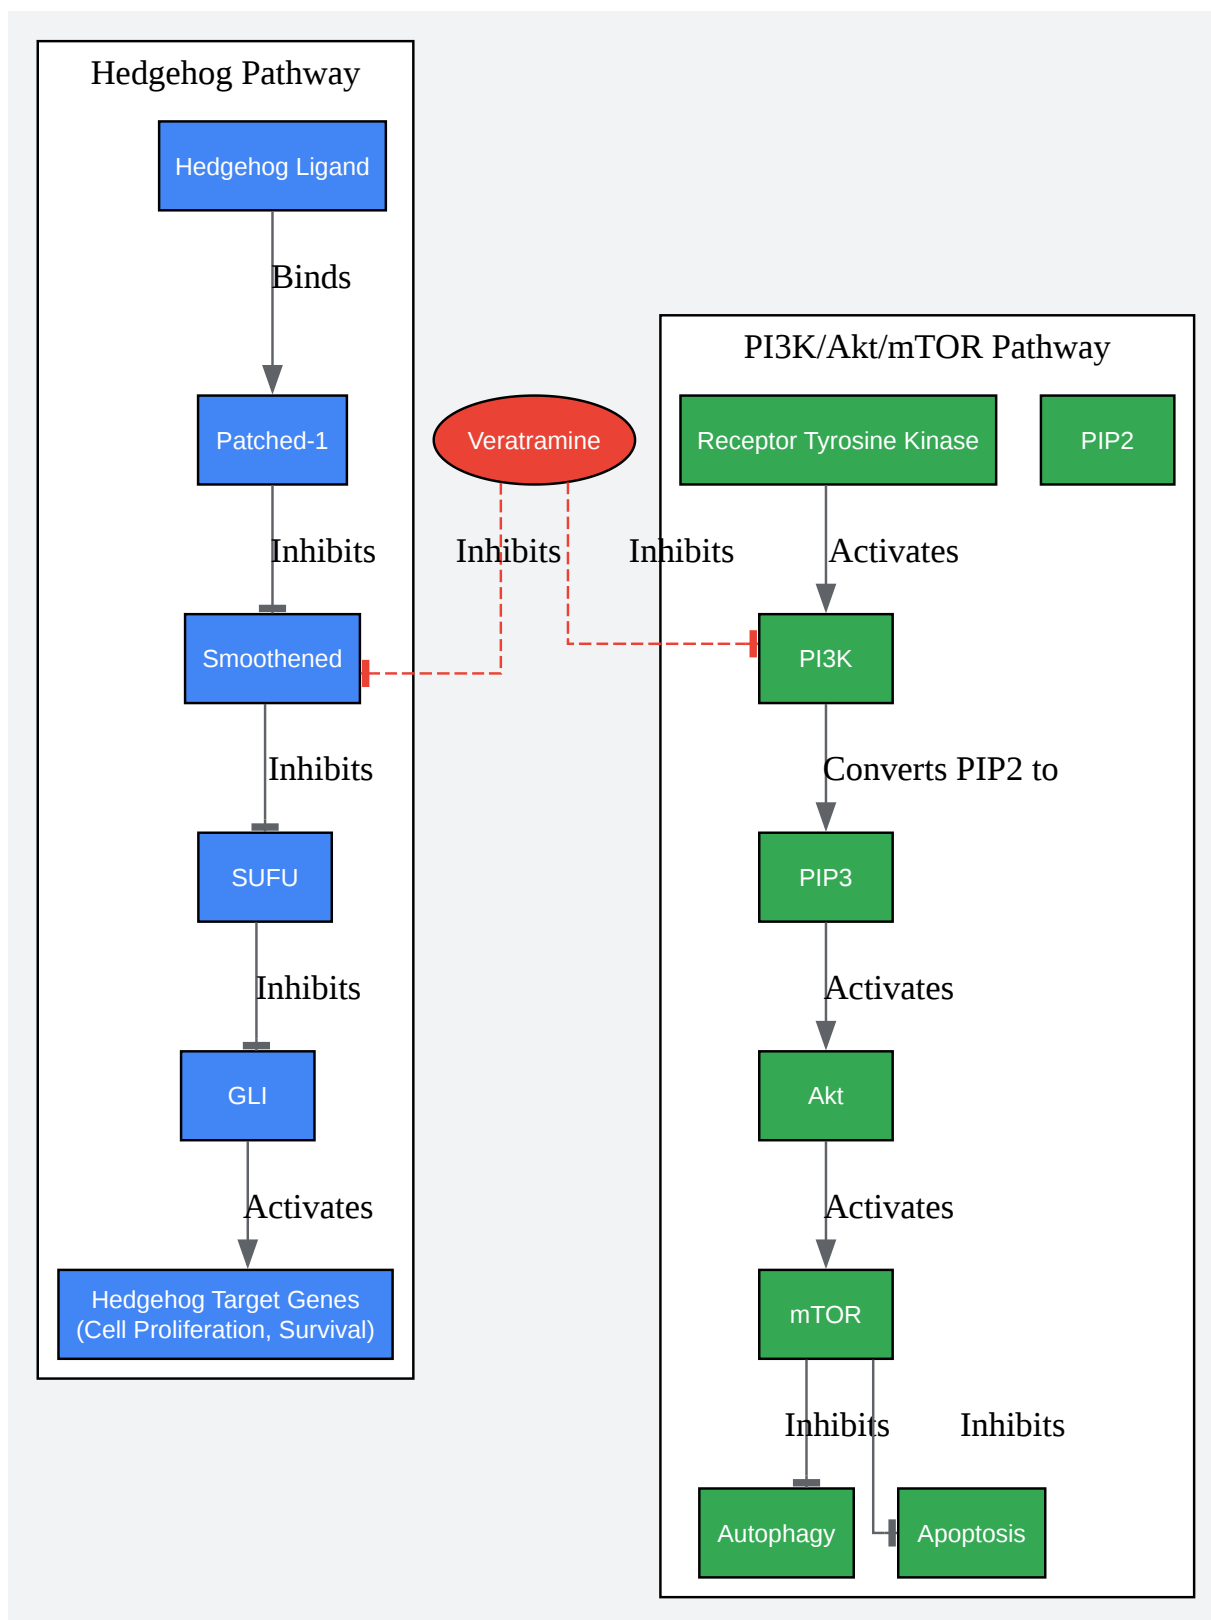 Hedgehog Pathway
Hedgehog Ligand
Binds
Patched-1
Inhibits
Smoothened
Inhibits
SUFU
Inhibits
GLI
Activates
Hedgehog Target Genes
(Cell Proliferation, Survival)
Veratramine
Inhibits
Inhibits
PI3K/Akt/mTOR Pathway
Receptor Tyrosine Kinase
PIP2
Activates
PI3K
Converts PIP2 to
PIP3
Activates
Akt
Activates
mTOR
Inhibits
Inhibits
Autophagy
Apoptosis